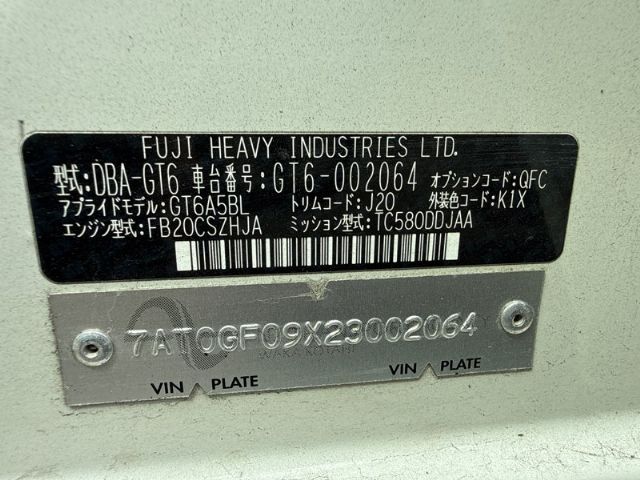 FUJI HEAVY INDUSTRIES LTD.
型式:DBA-GT6 車台番号:GT6-002064 オプションコード:QFC
アプライドモデル:GT6A5BL トリムコード:J20 外装色コード:K1X
エンジン型式:FB20CSZHJA ミッション型式:TC580DDJAA
7AT0GF09X23002064
WAKA KOTAHI
VIN PLATE